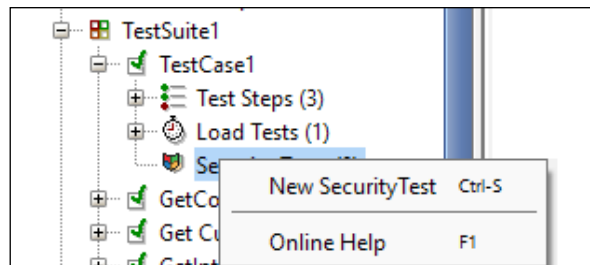 TestSuite1
TestCase1
Test Steps (3)
Load Tests (1)
New SecurityTest Ctrl-S
GetCo
Get Cu
Online Help F1